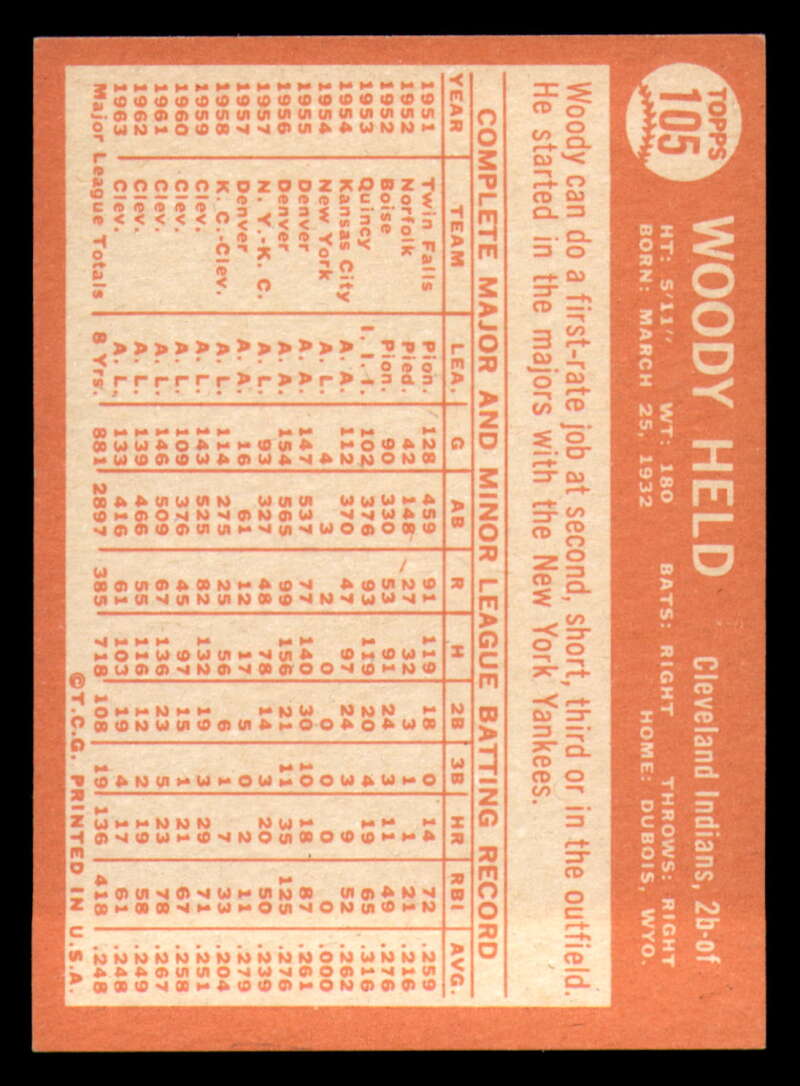 TOPPS
105
WOODY HELD Cleveland Indians, 2b-of
HT: 5'11" WT: 180 BATS: RIGHT THROWS: RIGHT
BORN: MARCH 25, 1932 HOME: DUBOIS, WYO.
Woody can do a first-rate job at second, short, third or in the outfield.
He started in the majors with the New York Yankees.
COMPLETE MAJOR AND MINOR LEAGUE BATTING RECORD
YEAR TEAM LEA. G AB R H 2B 3B HR RBI AVG.
1951 Twin Falls Pion. 128 459 91 119 18 0 14 72 .259
1952 Norfolk Pied. 42 148 27 32 3 1 1 21 .216
1952 Boise Pion. 90 330 53 91 24 3 11 49 .276
1953 Quincy I. I. I. 102 376 93 119 20 4 19 65 .316
1954 Kansas City A. A. 112 370 47 97 24 3 9 52 .262
1954 New York A. L. 4 3 2 0 0 0 0 0 .000
1955 Denver A. A. 147 537 77 140 30 10 18 87 .261
1956 Denver A. A. 154 565 99 156 21 11 35 125 .276
1957 N. Y.-K. C. A. L. 93 327 48 78 14 3 20 50 .239
1957 Denver A. A. 16 61 12 17 5 0 2 11 .279
1958 K. C.-Clev. A. L. 114 275 25 56 6 1 7 33 .204
1959 Clev. A. L. 143 525 82 132 19 3 29 71 .251
1960 Clev. A. L. 109 376 45 97 15 1 21 67 .258
1961 Clev. A. L. 146 509 67 136 23 5 23 78 .267
1962 Clev. A. L. 139 466 55 116 12 2 19 58 .249
1963 Clev. A. L. 133 416 61 103 19 4 17 61 .248
Major League Totals 8 Yrs. 881 2897 385 718 108 19 136 418 .248
©T.C.G. PRINTED IN U.S.A.